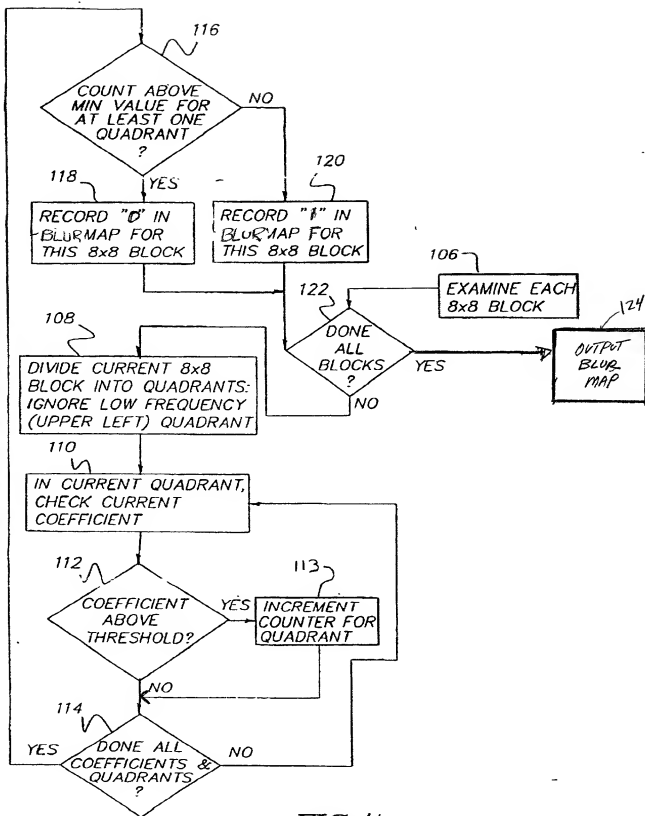 116
COUNT ABOVE
MIN VALUE FOR
AT LEAST ONE
QUADRANT
?
NO
YES
118
RECORD "0" IN
BLURMAP FOR
THIS 8x8 BLOCK
120
RECORD "1" IN
BLURMAP FOR
THIS 8x8 BLOCK
106
EXAMINE EACH
8x8 BLOCK
122
DONE
ALL
BLOCKS
?
YES
NO
124
OUTPUT
BLUR
MAP
108
DIVIDE CURRENT 8x8
BLOCK INTO QUADRANTS:
IGNORE LOW FREQUENCY
(UPPER LEFT) QUADRANT
110
IN CURRENT QUADRANT,
CHECK CURRENT
COEFFICIENT
112
COEFFICIENT
ABOVE
THRESHOLD?
YES
113
INCREMENT
COUNTER FOR
QUADRANT
NO
114
YES
DONE ALL
COEFFICIENTS &
QUADRANTS
?
NO